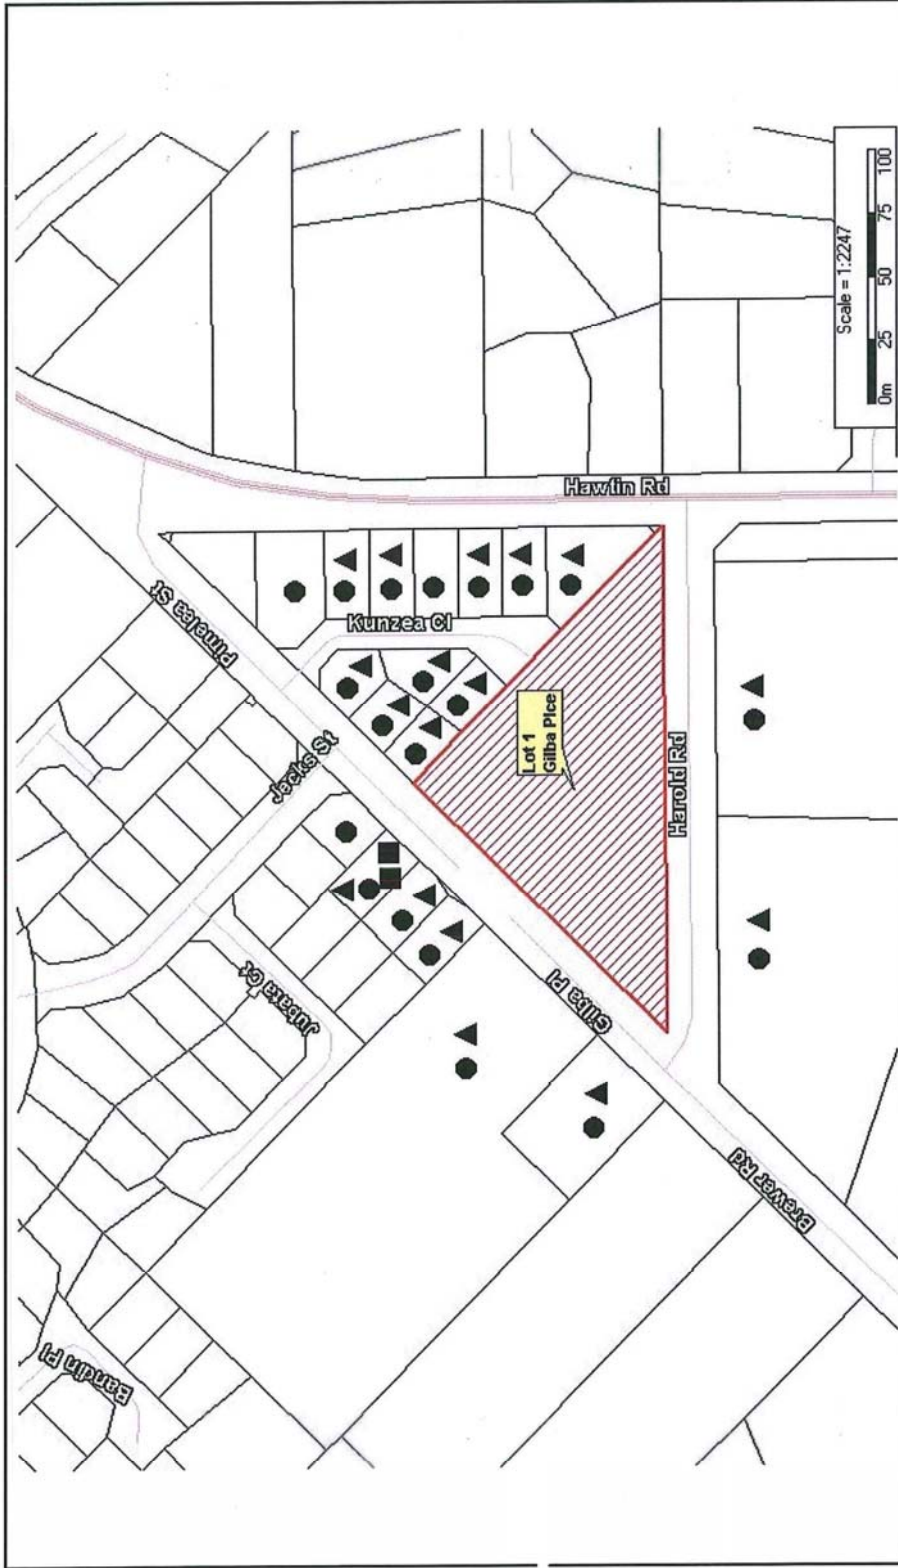 Pimelea St
Jacks St
Kunzea Cl
Hawtin Rd
Jubata Ct
Lot 1
Gilba Plce
Gilba Pl
Harold Rd
Bandin Pl
Brewer Rd
Scale = 1:2247
0m 25 50 75 100